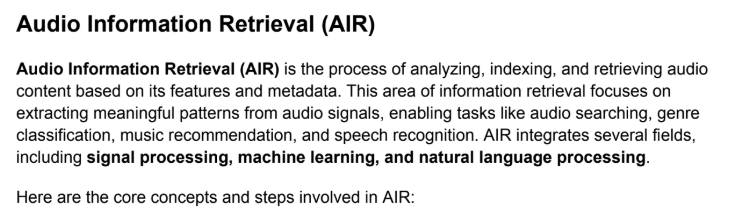 Audio Information Retrieval (AIR)
Audio Information Retrieval (AIR) is the process of analyzing, indexing, and retrieving audio
content based on its features and metadata. This area of information retrieval focuses on
extracting meaningful patterns from audio signals, enabling tasks like audio searching, genre
classification, music recommendation, and speech recognition. AIR integrates several fields,
including signal processing, machine learning, and natural language processing.
Here are the core concepts and steps involved in AIR: